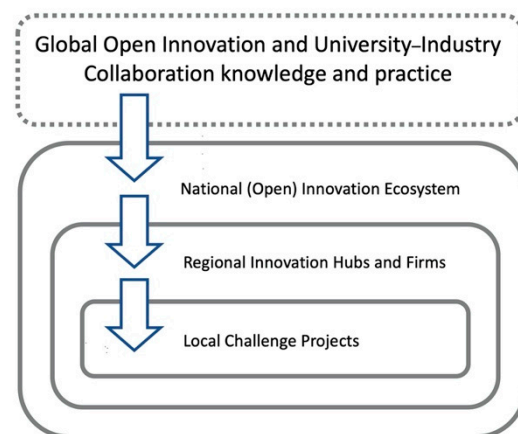 Global Open Innovation and University–Industry
Collaboration knowledge and practice
National (Open) Innovation Ecosystem
Regional Innovation Hubs and Firms
Local Challenge Projects